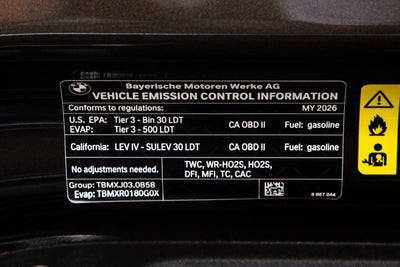 Bayerische Motoren Werke AG
VEHICLE EMISSION CONTROL INFORMATION
Conforms to regulations: MY 2026
U.S. EPA: Tier 3 - Bin 30 LDT CA OBD II Fuel: gasoline
EVAP: Tier 3 - 500 LDT
California: LEV IV - SULEV 30 LDT CA OBD II Fuel: gasoline
No adjustments needed. TWC, WR-HO2S, HO2S,
DFI, MFI, TC, CAC
Group: TBMXJ03.0B58
Evap: TBMXR0180G0X